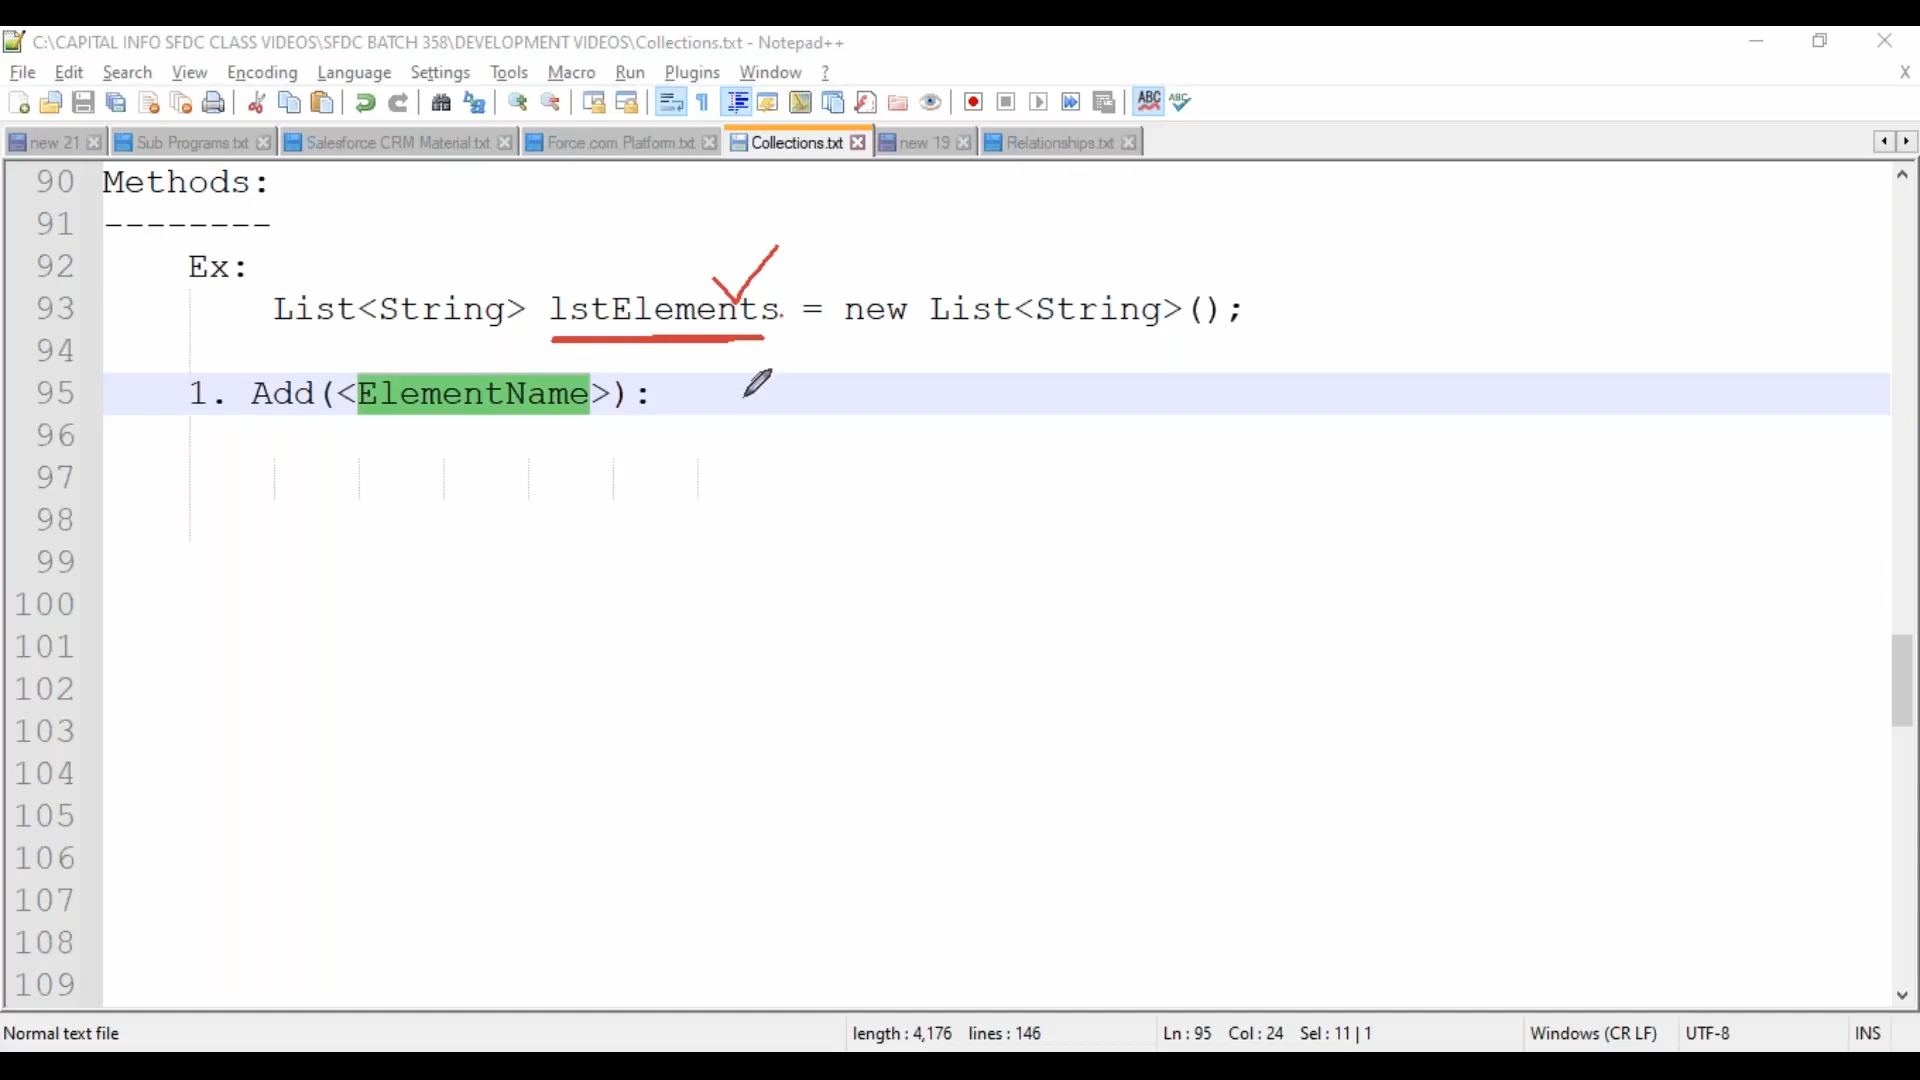 C:\CAPITAL INFO SFDC CLASS VIDEOS\SFDC BATCH 358\DEVELOPMENT VIDEOS\Collections.txt - Notepad++
File Edit Search View Encoding Language Settings Tools Macro Run Plugins Window ? X
new 21 Sub Programs.txt Salesforce CRM Material.txt Force.com Platform.txt Collections.txt new 19 Relationships.txt
90 Methods:
91 --------
92 Ex:
93 List<String> lstElements = new List<String>();
94
95 1. Add(<ElementName>):
96
97
98
99
100
101
102
103
104
105
106
107
108
109
Normal text file length : 4,176 lines : 146 Ln : 95 Col : 24 Sel : 11 | 1 Windows (CR LF) UTF-8 INS